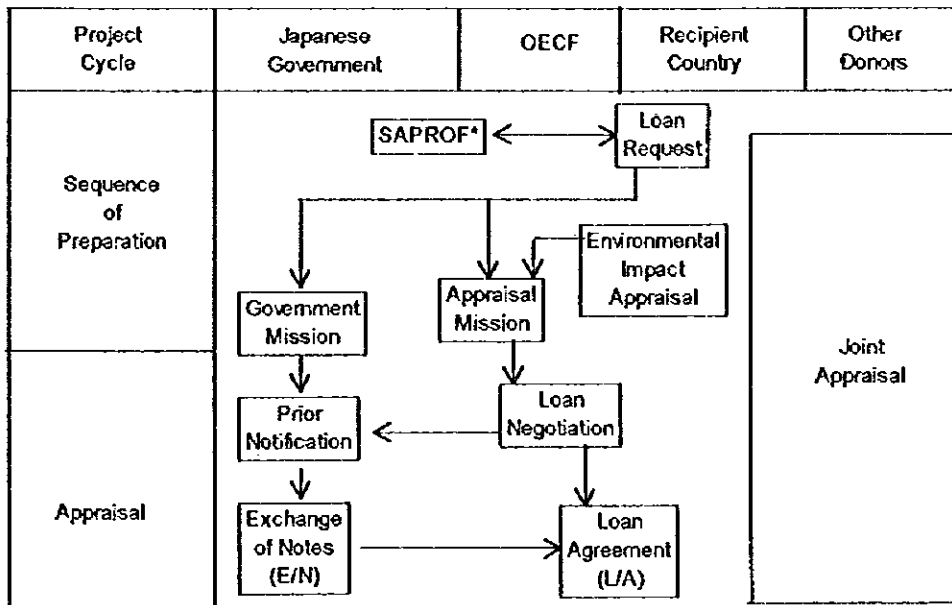 Project
Cycle
Japanese
Government
OECF
Recipient
Country
Other
Donors
Sequence
of
Preparation
SAPROF*
Loan
Request
Environmental
Impact
Appraisal
Government
Mission
Appraisal
Mission
Joint
Appraisal
Appraisal
Prior
Notification
Loan
Negotiation
Exchange
of Notes
(E/N)
Loan
Agreement
(L/A)